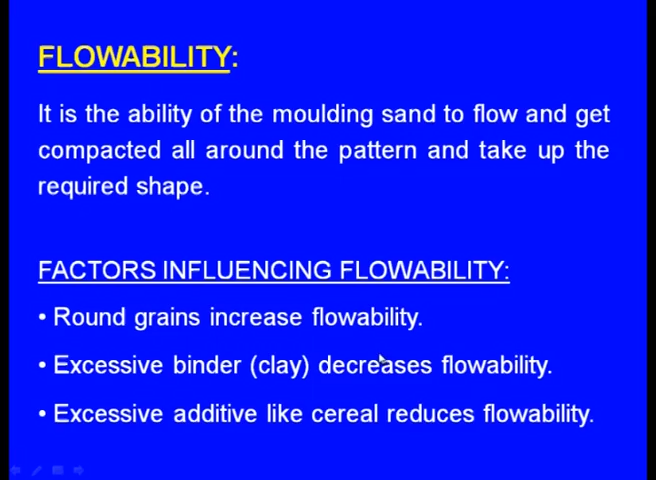 FLOWABILITY:
It is the ability of the moulding sand to flow and get
compacted all around the pattern and take up the
required shape.
FACTORS INFLUENCING FLOWABILITY:
• Round grains increase flowability.
• Excessive binder (clay) decreases flowability.
• Excessive additive like cereal reduces flowability.